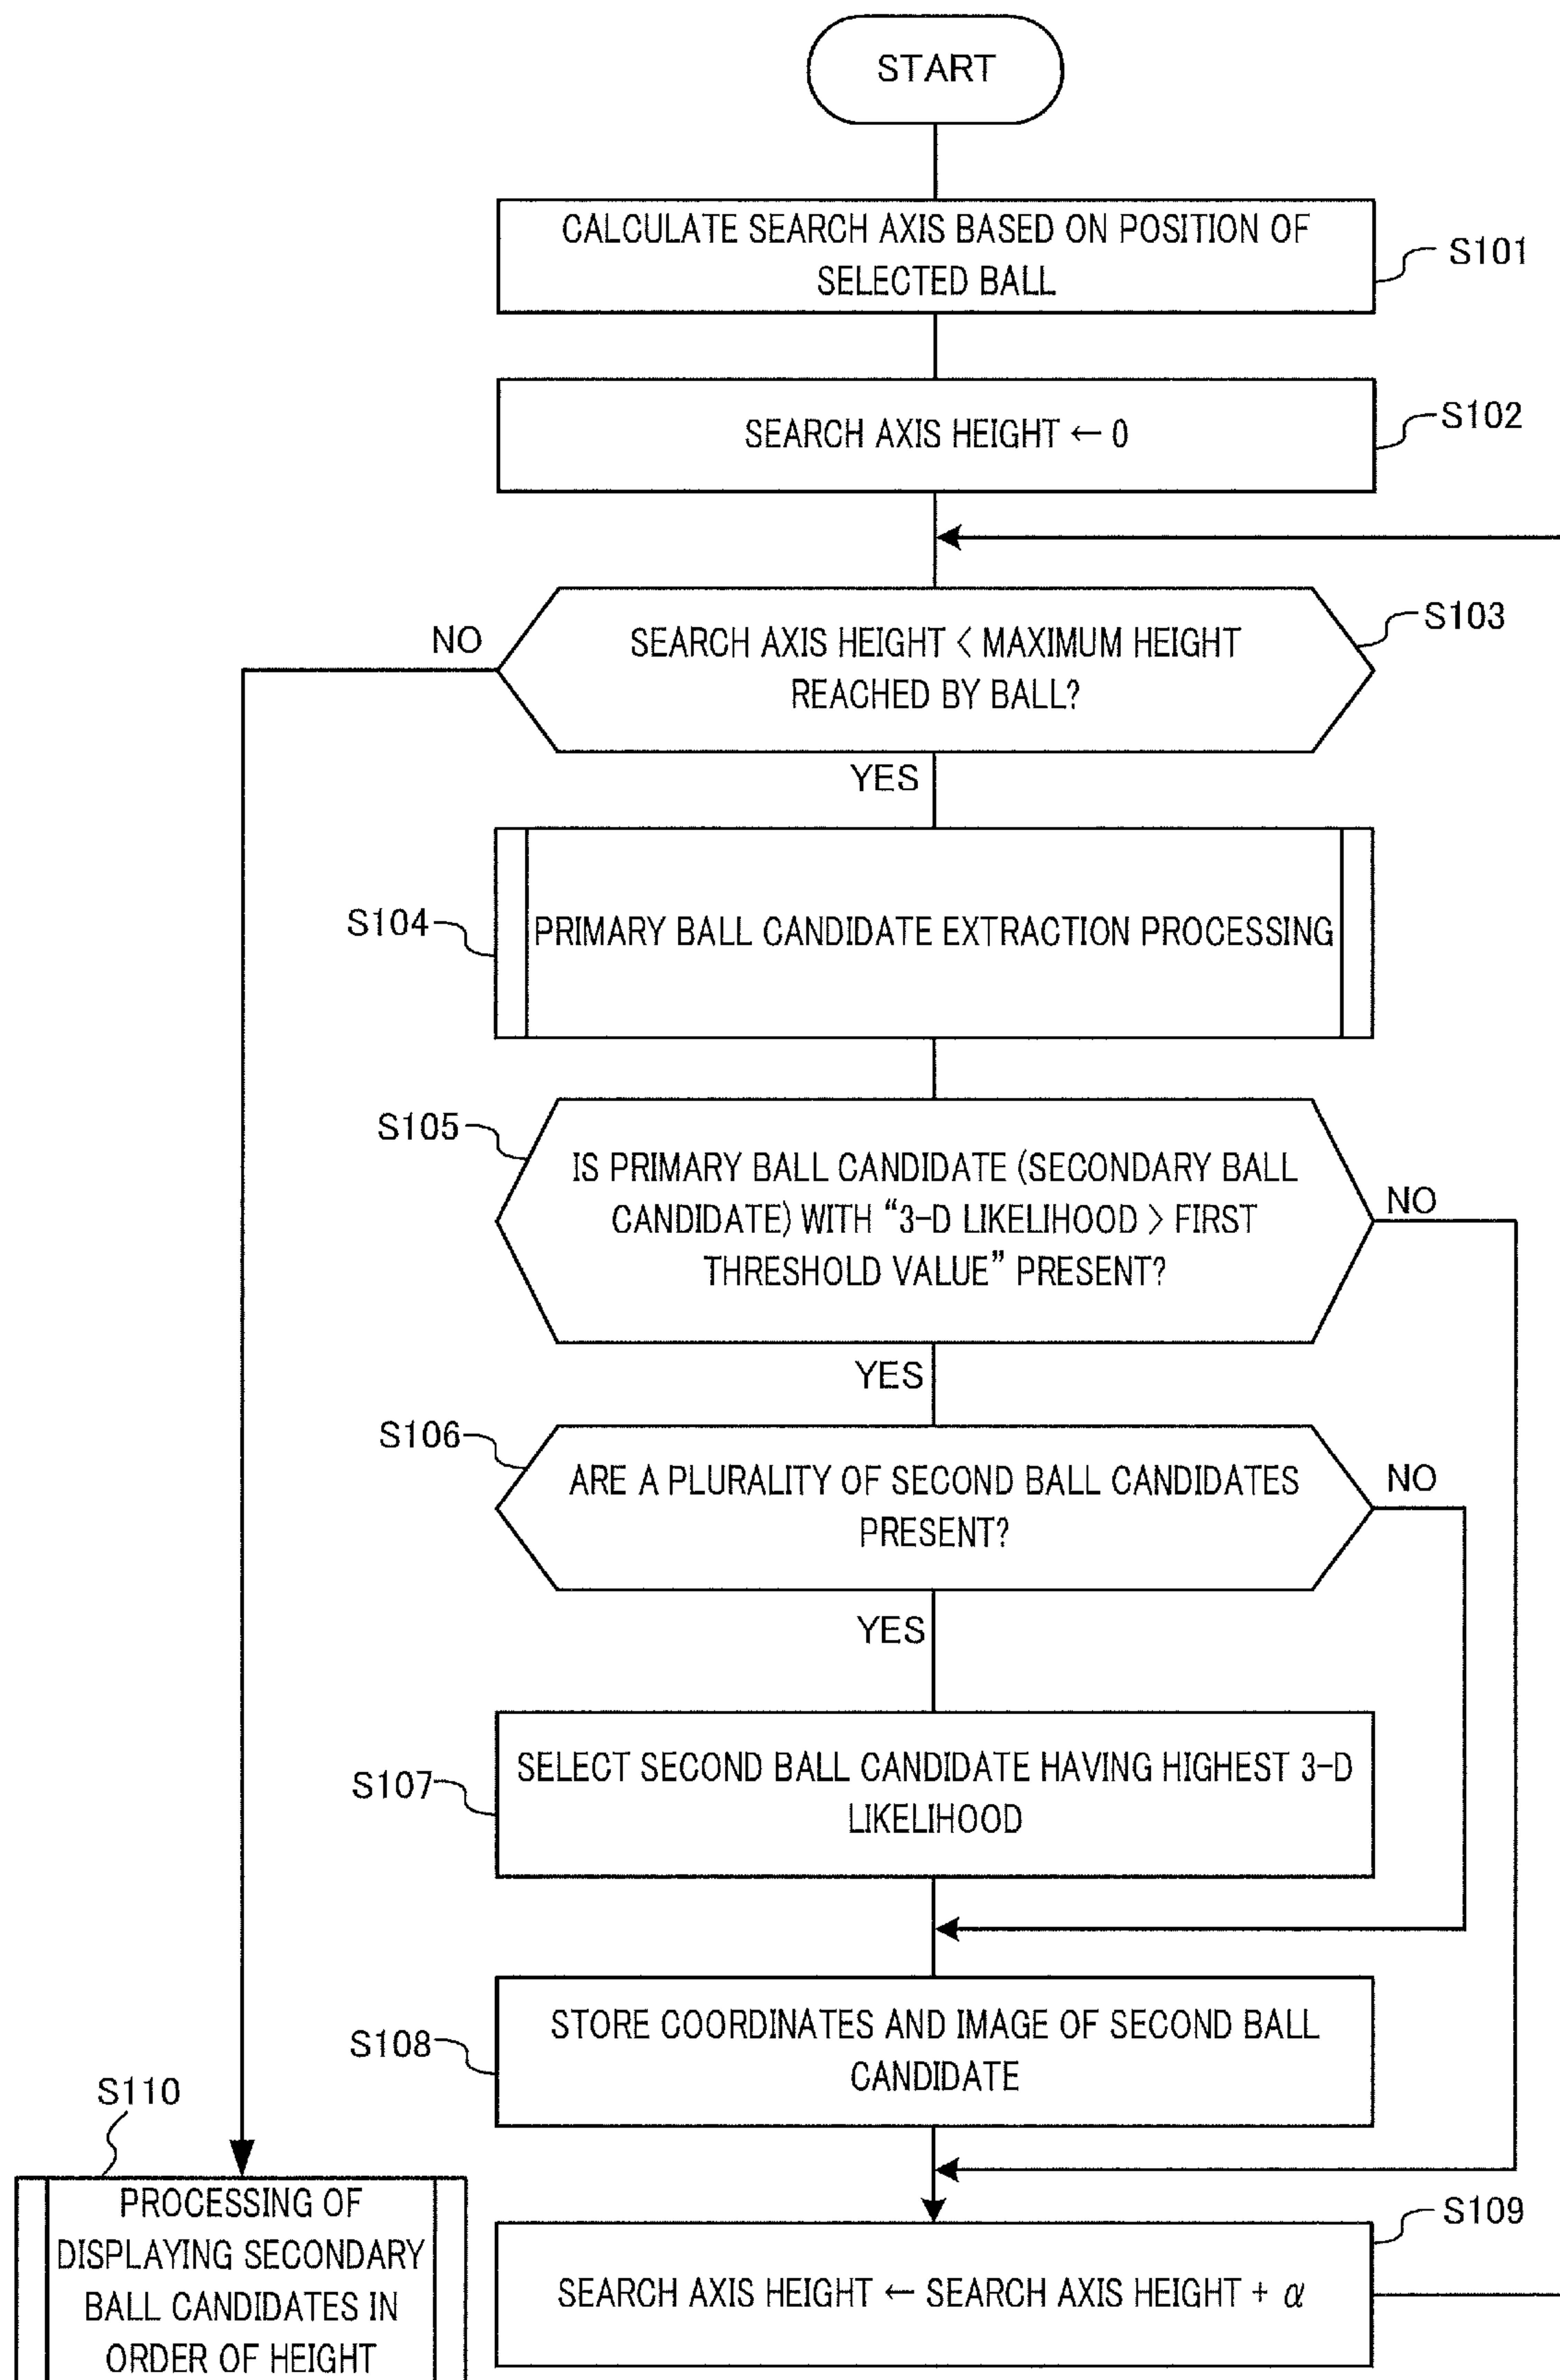 START
CALCULATE SEARCH AXIS BASED ON POSITION OF
SELECTED BALL
S101
SEARCH AXIS HEIGHT ← 0
S102
SEARCH AXIS HEIGHT < MAXIMUM HEIGHT
REACHED BY BALL?
S103
NO
YES
S104
PRIMARY BALL CANDIDATE EXTRACTION PROCESSING
S105
IS PRIMARY BALL CANDIDATE (SECONDARY BALL
CANDIDATE) WITH “3-D LIKELIHOOD > FIRST
THRESHOLD VALUE” PRESENT?
NO
YES
S106
ARE A PLURALITY OF SECOND BALL CANDIDATES
PRESENT?
NO
YES
S107
SELECT SECOND BALL CANDIDATE HAVING HIGHEST 3-D
LIKELIHOOD
S108
STORE COORDINATES AND IMAGE OF SECOND BALL
CANDIDATE
S110
PROCESSING OF
DISPLAYING SECONDARY
BALL CANDIDATES IN
ORDER OF HEIGHT
S109
SEARCH AXIS HEIGHT ← SEARCH AXIS HEIGHT + α